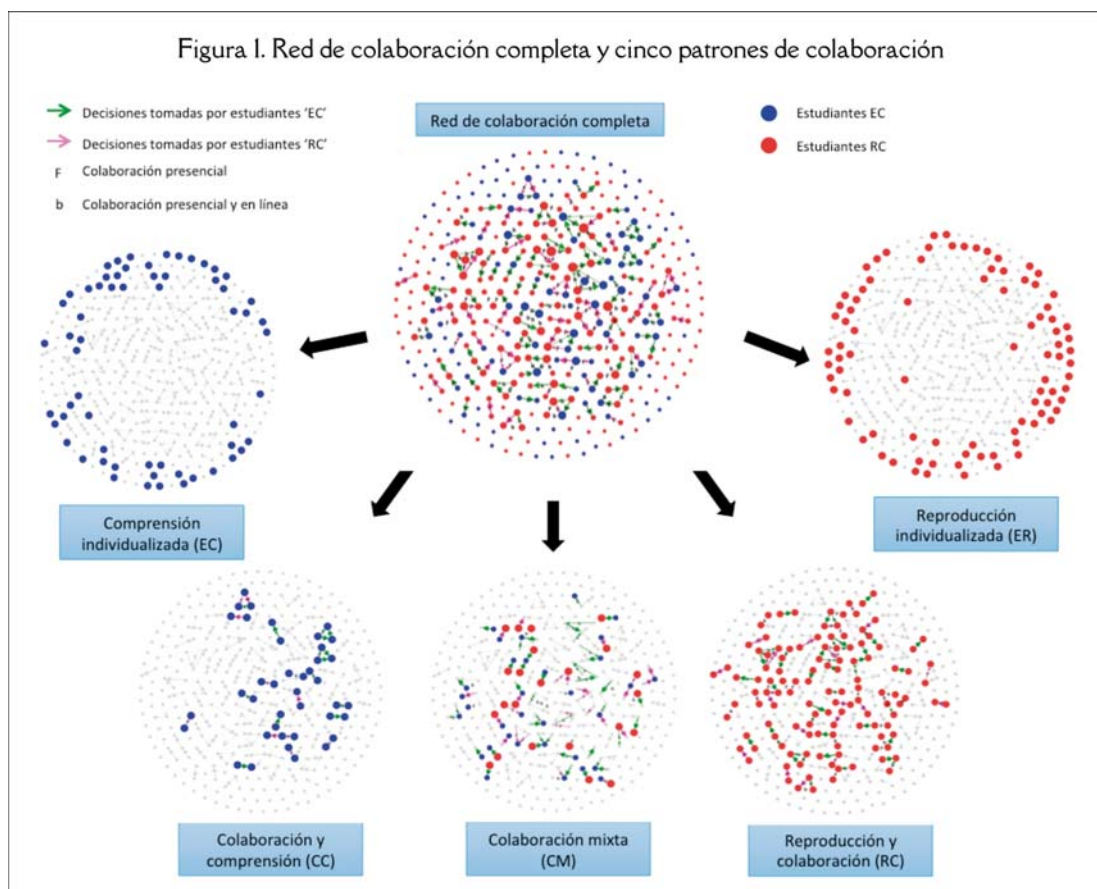 Figura 1. Red de colaboración completa y cinco patrones de colaboración
Decisiones tomadas por estudiantes 'EC'
Decisiones tomadas por estudiantes 'RC'
F Colaboración presencial
b Colaboración presencial y en línea
Red de colaboración completa
Estudiantes EC
Estudiantes RC
Comprensión
individualizada (EC)
Reproducción
individualizada (ER)
Colaboración y
comprensión (CC)
Colaboración mixta
(CM)
Reproducción y
colaboración (RC)